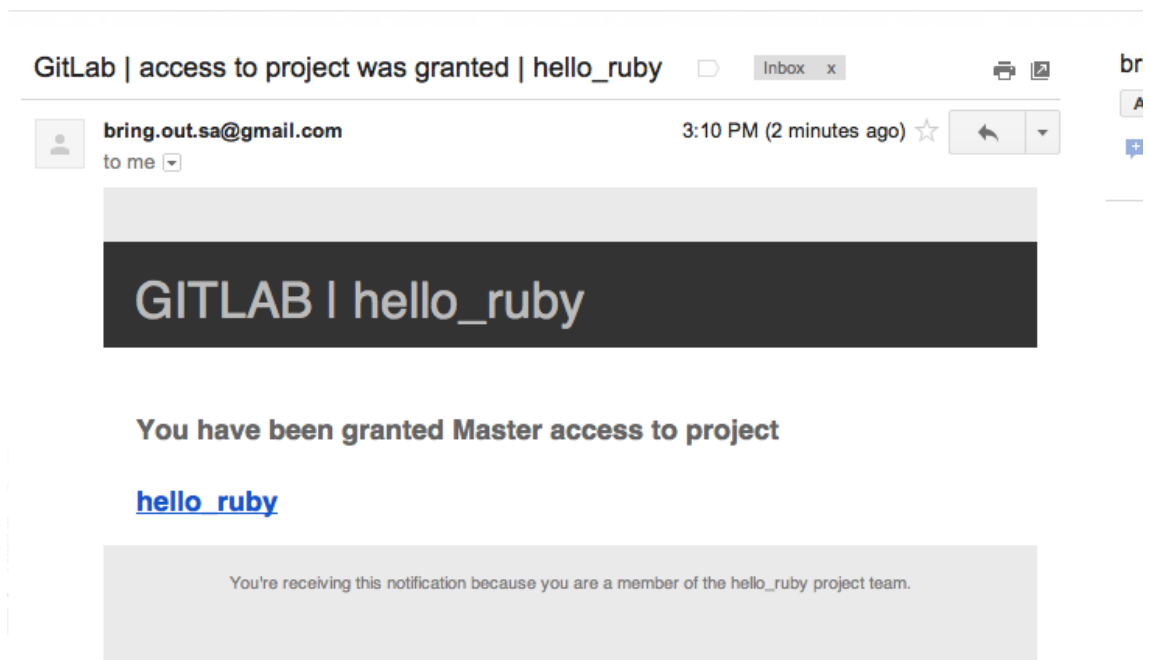 GitLab | access to project was granted | hello_ruby Inbox x
br
bring.out.sa@gmail.com 3:10 PM (2 minutes ago)
A
to me
GITLAB | hello_ruby
You have been granted Master access to project
hello_ruby
You're receiving this notification because you are a member of the hello_ruby project team.